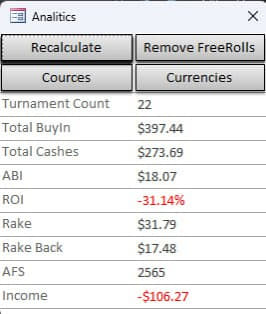 Analitics
Recalculate Remove FreeRolls
Cources Currencies
Turnament Count 22
Total BuyIn $397.44
Total Cashes $273.69
ABI $18.07
ROI -31.14%
Rake $31.79
Rake Back $17.48
AFS 2565
Income -$106.27